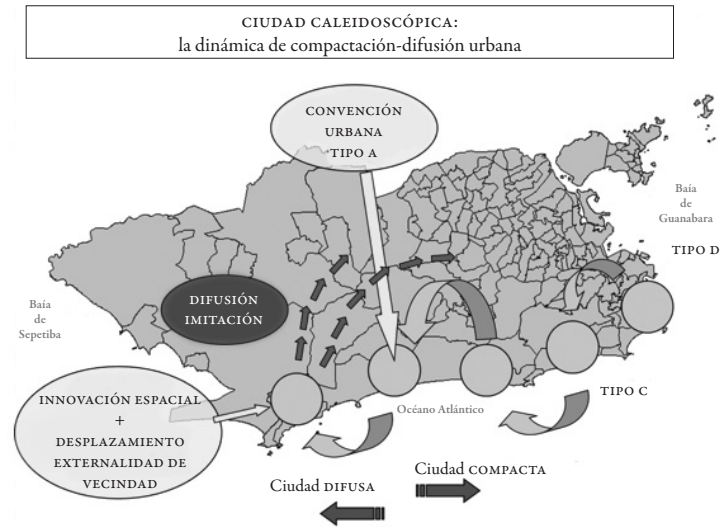 CIUDAD CALEIDOSCÓPICA:
la dinámica de compactación-difusión urbana
CONVENCIÓN
URBANA
TIPO A
Baía
de
Guanabara
TIPO D
DIFUSIÓN
IMITACIÓN
Baía
de
Sepetiba
INNOVACIÓN ESPACIAL
+
DESPLAZAMIENTO
EXTERNALIDAD DE
VECINDAD
TIPO C
Océano Atlántico
Ciudad DIFUSA
Ciudad COMPACTA